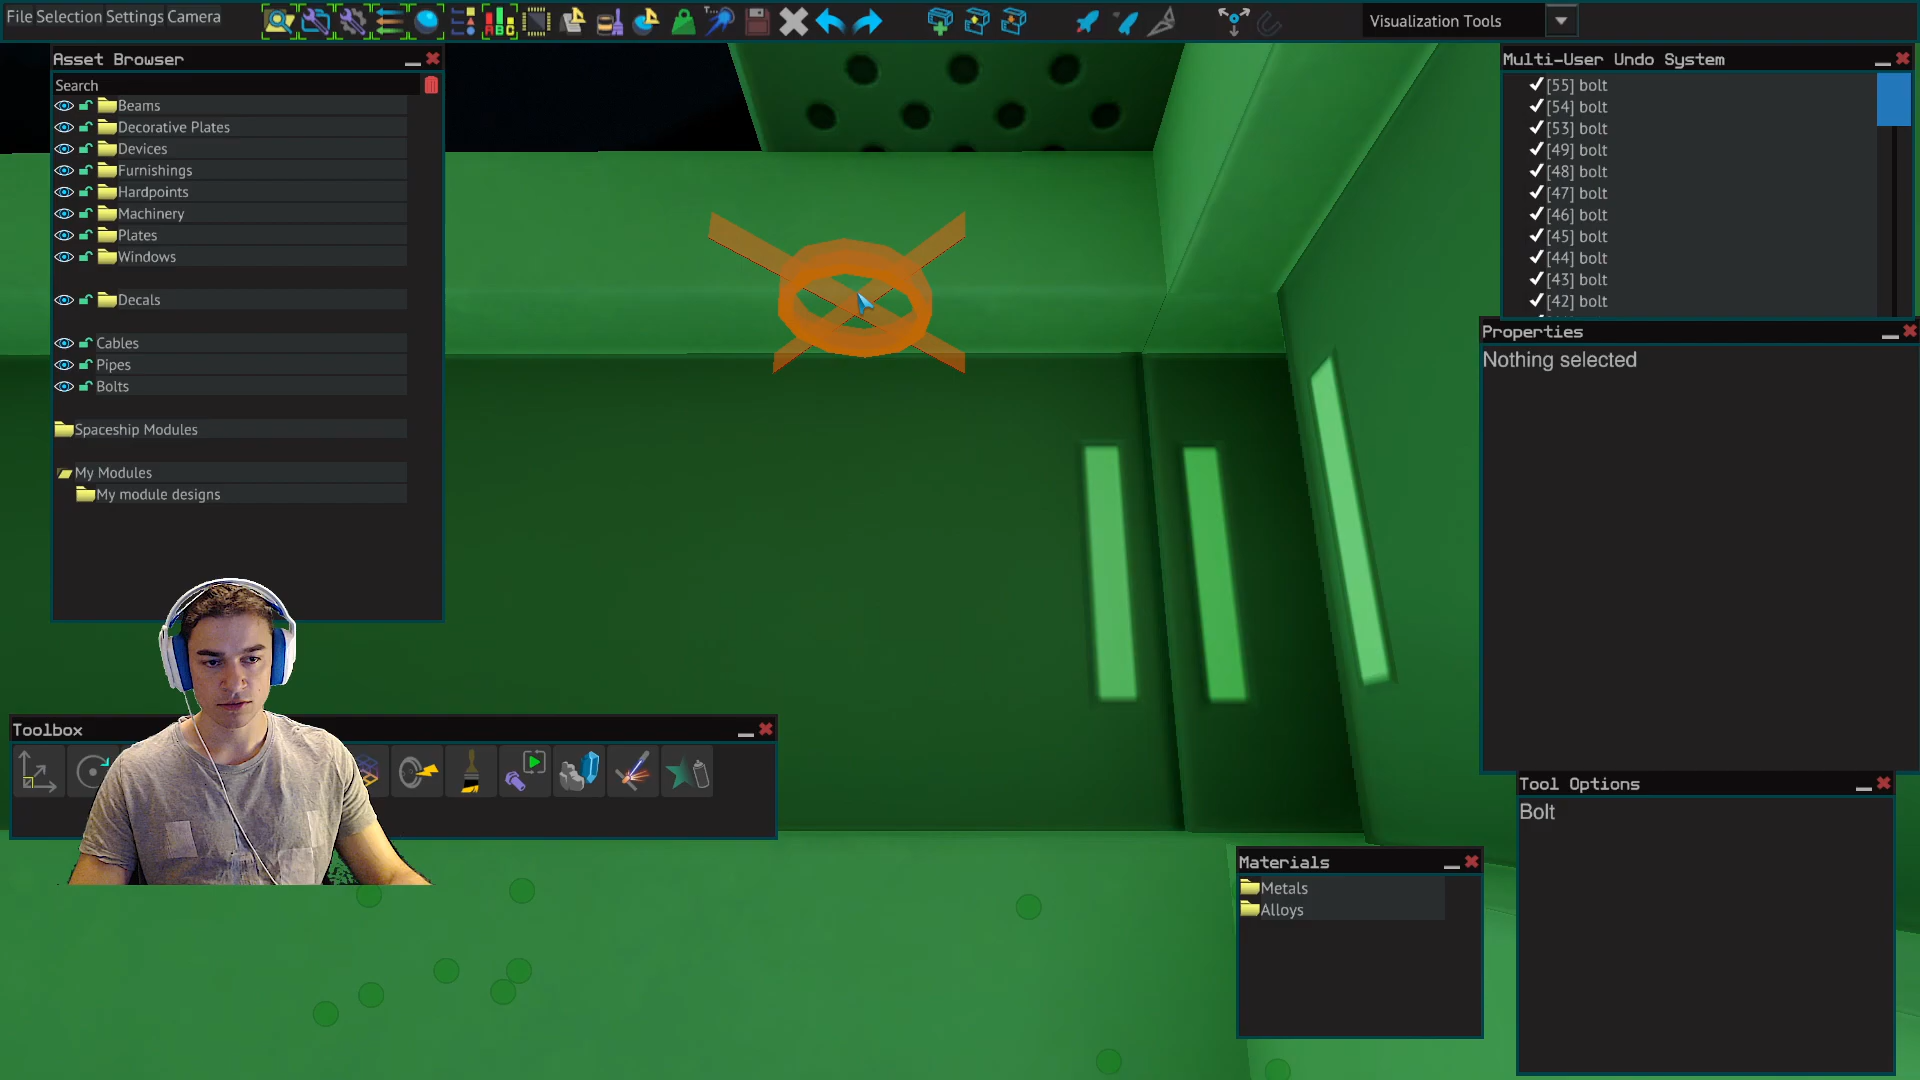 File Selection Settings Camera
Visualization Tools
Asset Browser
Search
Beams
Decorative Plates
Devices
Furnishings
Hardpoints
Machinery
Plates
Windows
Decals
Cables
Pipes
Bolts
Spaceship Modules
My Modules
My module designs
Toolbox
Multi-User Undo System
[55] bolt
[54] bolt
[53] bolt
[49] bolt
[48] bolt
[47] bolt
[46] bolt
[45] bolt
[44] bolt
[43] bolt
[42] bolt
Properties
Nothing selected
Tool Options
Bolt
Materials
Metals
Alloys